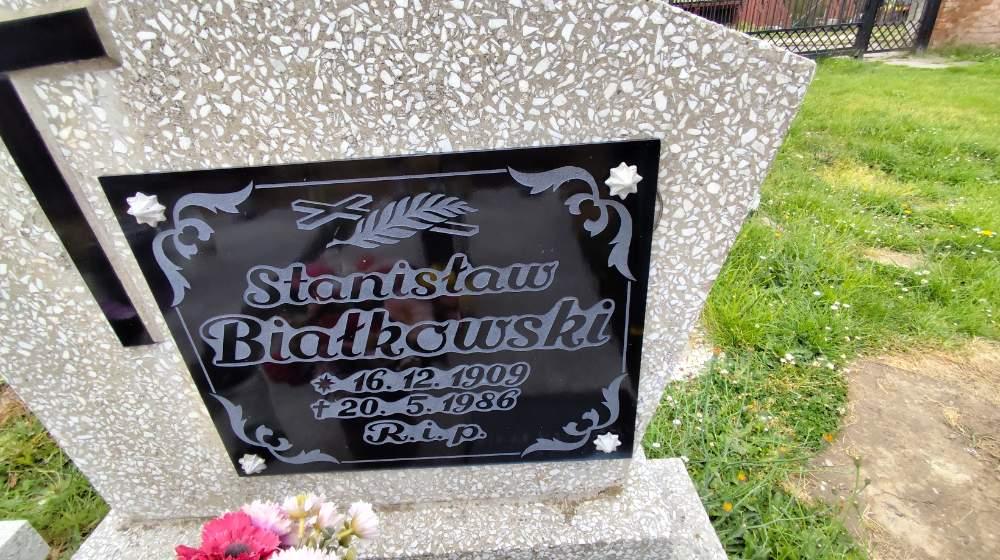 Stanisław
Białkowski
* 16. 12. 1909
† 20. 5. 1986
R. i. p.